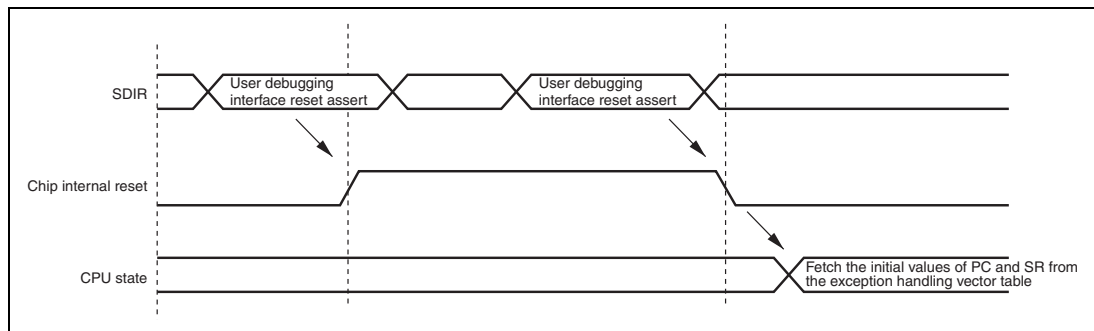 User debugging
interface reset assert
User debugging
interface reset assert
SDIR
Chip internal reset
CPU state
Fetch the initial values of PC and SR from
the exception handling vector table